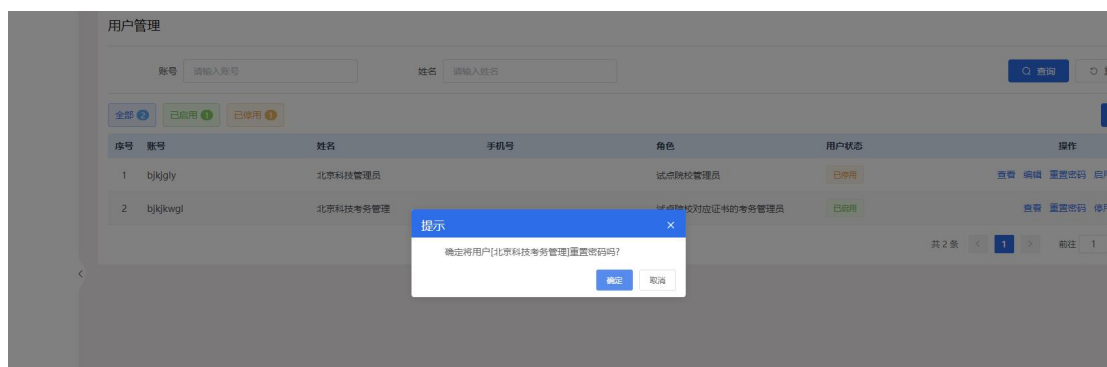 用户管理
账号 请输入账号 姓名 请输入姓名 查询
全部 2 已启用 1 已停用 1
序号 账号 姓名 手机号 角色 用户状态 操作
1 bjkjgly 北京科技管理员 试点院校管理员 已停用 查看 编辑 重置密码 启用
2 bjkjkwgl 北京科技考务管理 试点院校对应证书的考务管理员 已启用 查看 重置密码 停用
提示
确定将用户[北京科技考务管理]重置密码吗?
确定 取消
共 2 条 1 前往 1